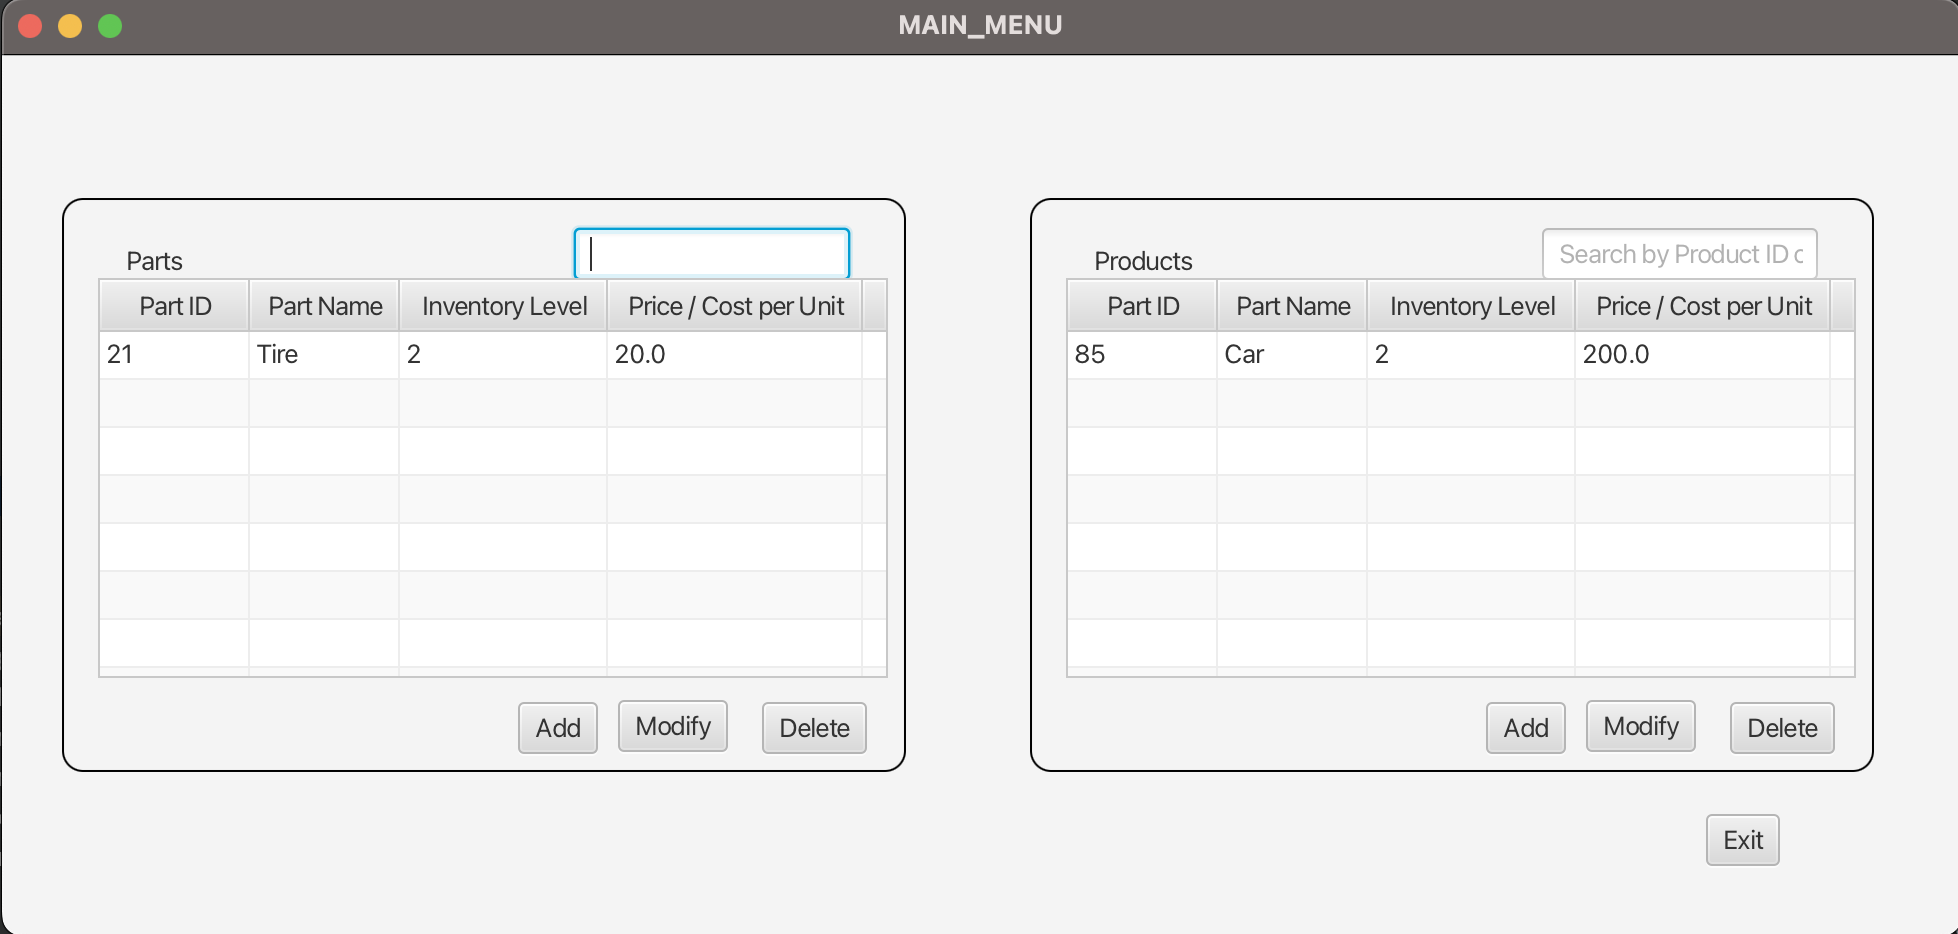 MAIN_MENU
Parts
Part ID Part Name Inventory Level Price / Cost per Unit
21 Tire 2 20.0
Add Modify Delete
Search by Product ID
Products
Part ID Part Name Inventory Level Price / Cost per Unit
85 Car 2 200.0
Add Modify Delete
Exit